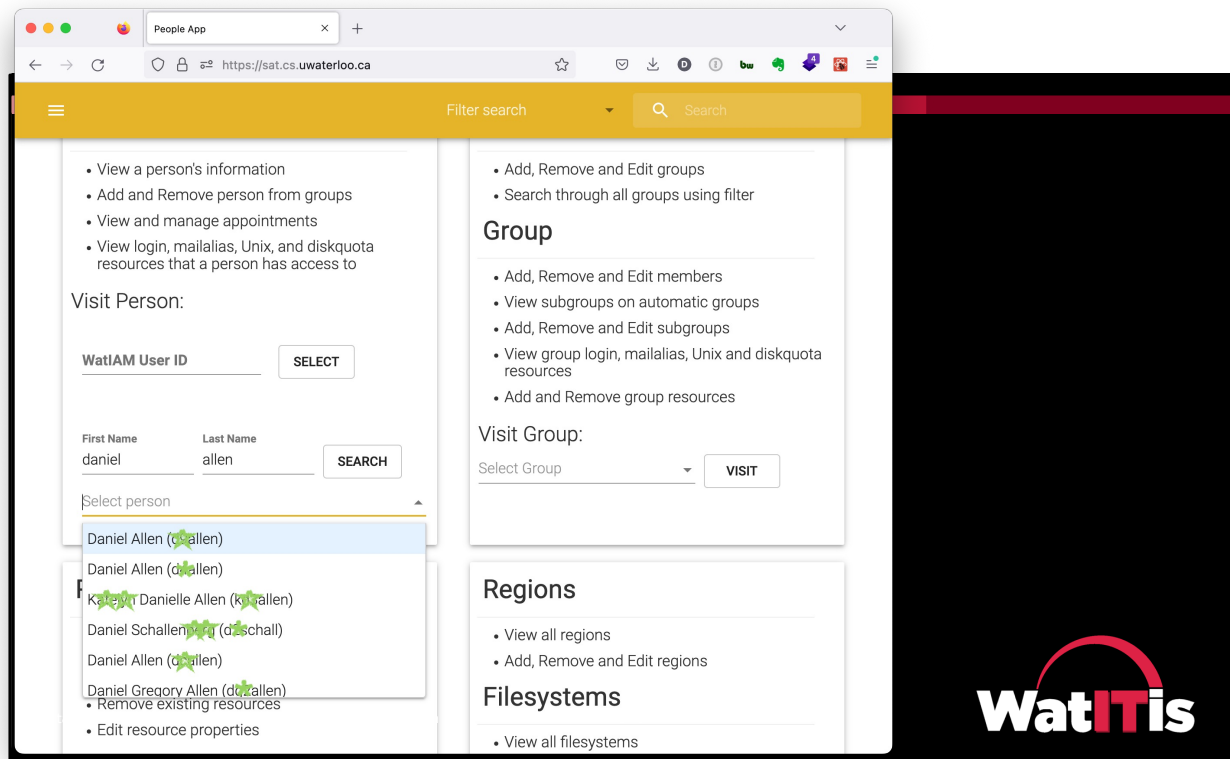 People App
https://sat.cs.uwaterloo.ca
D
bw
4
Filter search
Search
• View a person's information
• Add and Remove person from groups
• View and manage appointments
• View login, mailalias, Unix, and diskquota
resources that a person has access to
Visit Person:
WatIAM User ID
SELECT
First Name
Last Name
daniel
allen
SEARCH
Select person
Daniel Allen
Daniel Allen
Danielle Allen
Daniel
Daniel Allen
Daniel Gregory Allen
• Remove existing resources
• Edit resource properties
• Add, Remove and Edit groups
• Search through all groups using filter
Group
• Add, Remove and Edit members
• View subgroups on automatic groups
• Add, Remove and Edit subgroups
• View group login, mailalias, Unix and diskquota
resources
• Add and Remove group resources
Visit Group:
Select Group
VISIT
Regions
• View all regions
• Add, Remove and Edit regions
Filesystems
• View all filesystems
WatITis